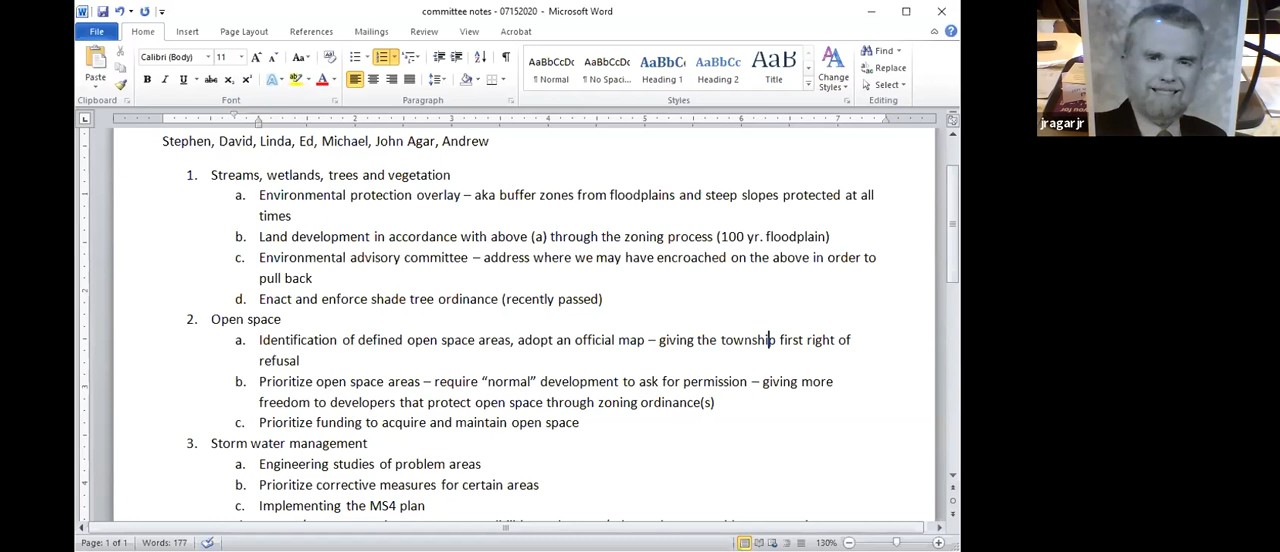 committee notes - 07152020 - Microsoft Word
File Home Insert Page Layout References Mailings Review View Acrobat
Calibri (Body) 11 Aa
Paste
B I U abc x₂ x² A A
AaBbCcDc AaBbCcDc AaBbC AaBbCc AaB
¶ Normal ¶ No Spaci... Heading 1 Heading 2 Title
Change Styles
Find
Replace
Select
Clipboard Font Paragraph Styles Editing
Stephen, David, Linda, Ed, Michael, John Agar, Andrew
1. Streams, wetlands, trees and vegetation
a. Environmental protection overlay – aka buffer zones from floodplains and steep slopes protected at all
times
b. Land development in accordance with above (a) through the zoning process (100 yr. floodplain)
c. Environmental advisory committee – address where we may have encroached on the above in order to
pull back
d. Enact and enforce shade tree ordinance (recently passed)
2. Open space
a. Identification of defined open space areas, adopt an official map – giving the township first right of
refusal
b. Prioritize open space areas – require “normal” development to ask for permission – giving more
freedom to developers that protect open space through zoning ordinance(s)
c. Prioritize funding to acquire and maintain open space
3. Storm water management
a. Engineering studies of problem areas
b. Prioritize corrective measures for certain areas
c. Implementing the MS4 plan
Page: 1 of 1 Words: 177 130%
jragarjr